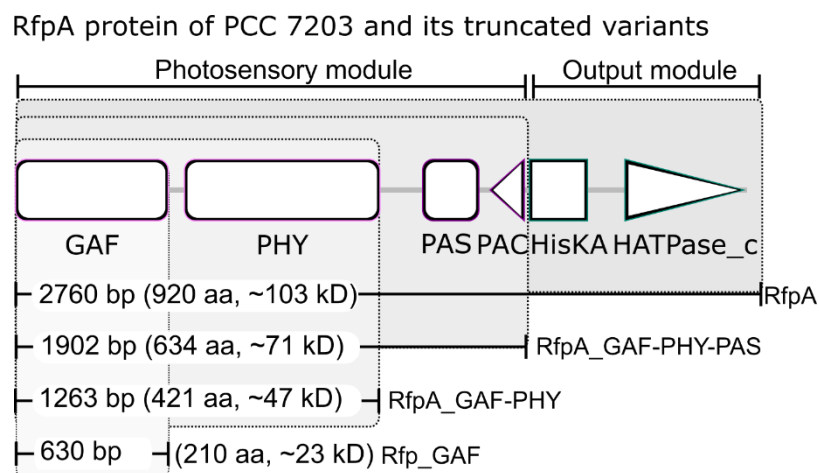 RfpA protein of PCC 7203 and its truncated variants
Photosensory module Output module
GAF PHY PAS PAC HisKA HATPase_c
2760 bp (920 aa, ~103 kD) RfpA
1902 bp (634 aa, ~71 kD) RfpA_GAF-PHY-PAS
1263 bp (421 aa, ~47 kD) RfpA_GAF-PHY
630 bp (210 aa, ~23 kD) Rfp_GAF